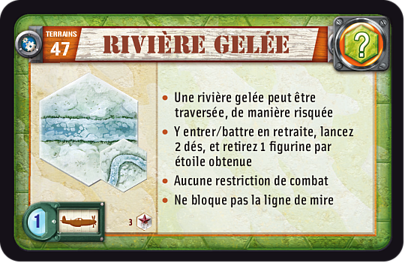 TERRAINS
47
RIVIÈRE GELÉE
?
• Une rivière gelée peut être
traversée, de manière risquée
• Y entrer/battre en retraite, lancez
2 dés, et retirez 1 figurine par
étoile obtenue
• Aucune restriction de combat
• Ne bloque pas la ligne de mire
1
3